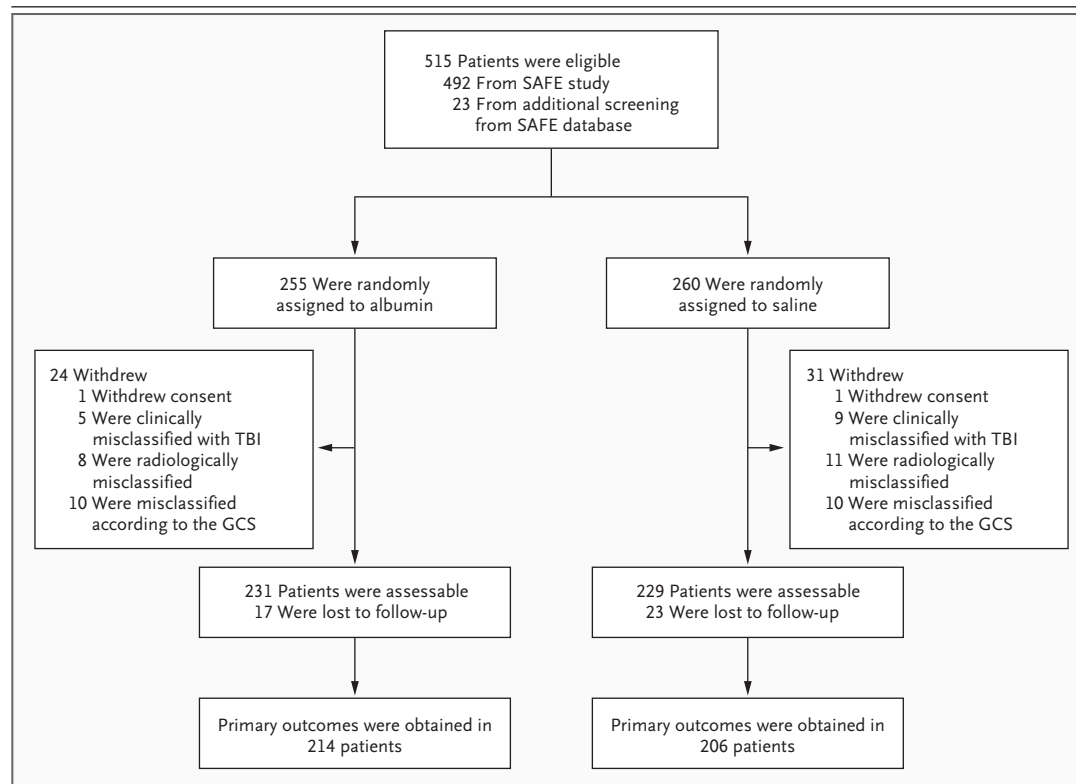 515 Patients were eligible
492 From SAFE study
23 From additional screening
from SAFE database
255 Were randomly
assigned to albumin
260 Were randomly
assigned to saline
24 Withdrew
1 Withdrew consent
5 Were clinically
misclassified with TBI
8 Were radiologically
misclassified
10 Were misclassified
according to the GCS
31 Withdrew
1 Withdrew consent
9 Were clinically
misclassified with TBI
11 Were radiologically
misclassified
10 Were misclassified
according to the GCS
231 Patients were assessable
17 Were lost to follow-up
229 Patients were assessable
23 Were lost to follow-up
Primary outcomes were obtained in
214 patients
Primary outcomes were obtained in
206 patients